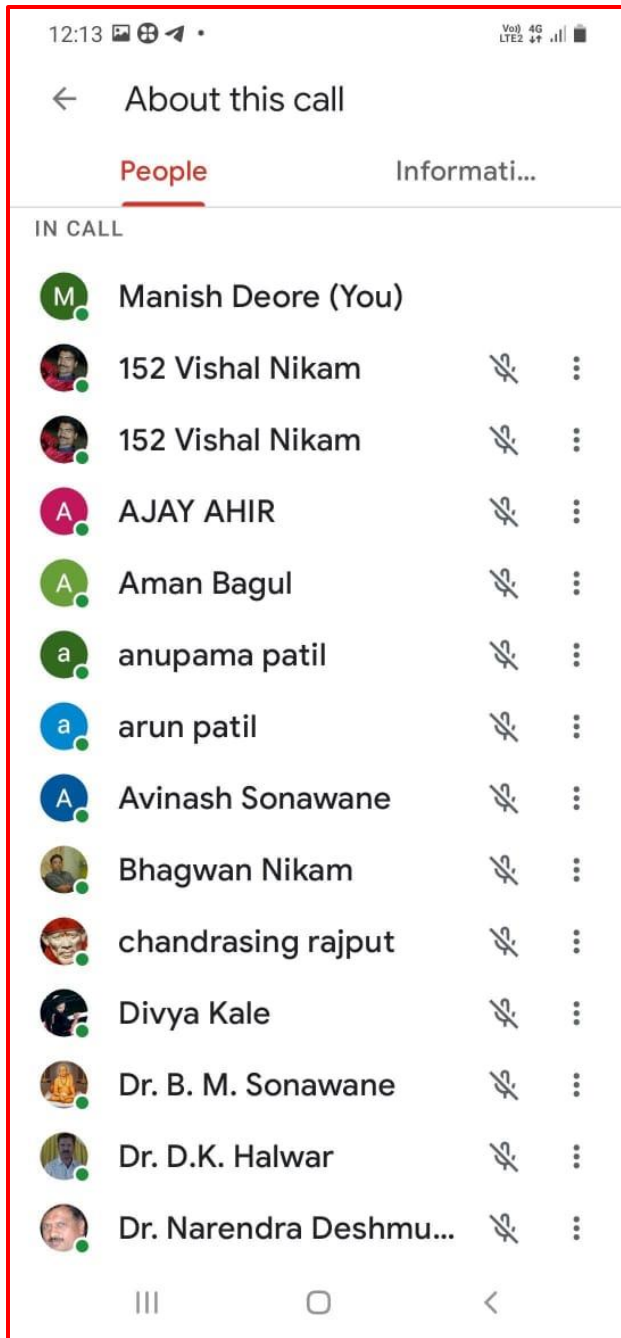 12:13 Voi) 4G
LTE2
About this call
People Informati...
IN CALL
M Manish Deore (You)
152 Vishal Nikam
152 Vishal Nikam
A AJAY AHIR
A Aman Bagul
a anupama patil
a arun patil
A Avinash Sonawane
Bhagwan Nikam
chandrasing rajput
Divya Kale
Dr. B. M. Sonawane
Dr. D.K. Halwar
Dr. Narendra Deshmu...